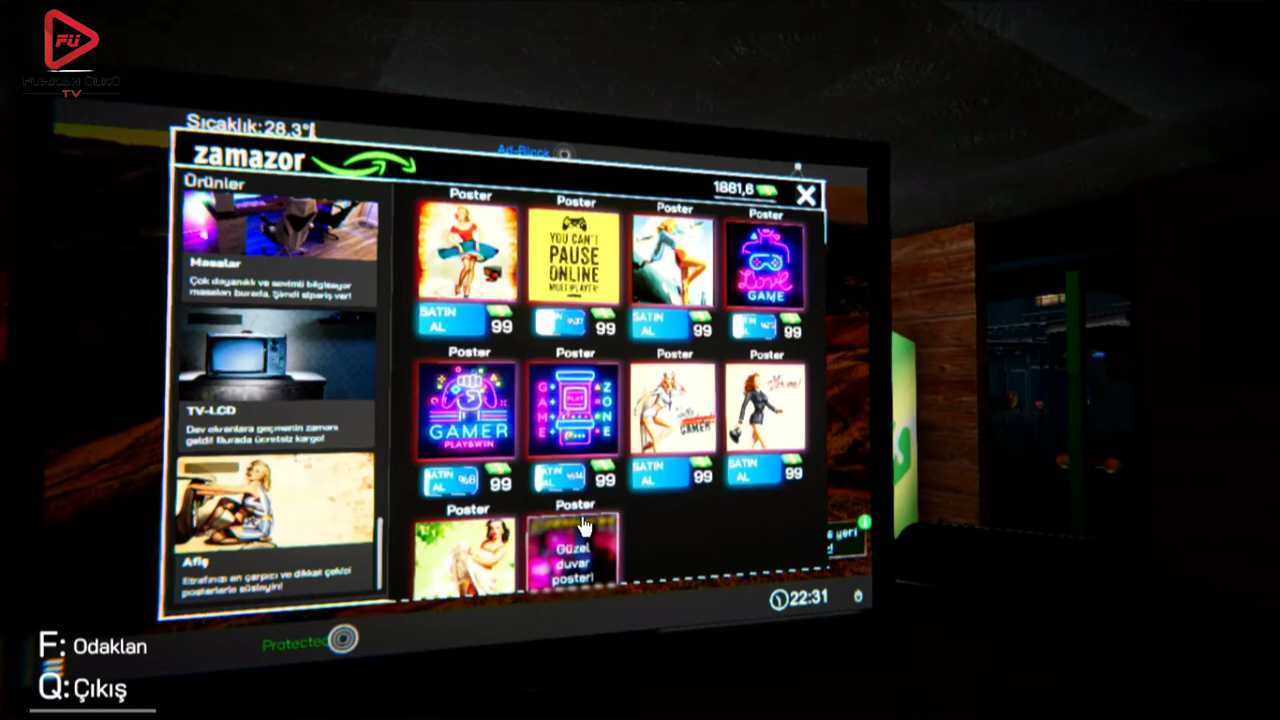 FU
FURKAN ÜLKÜ
TV
Sıcaklık: 28.3°
Ad-Block
zamazor
1881,6
X
Ürünler
Masalar
Çok dayanıklı ve sevimli bilgisayar
masaları burada. Şimdi sipariş ver!
TV-LCD
Dev ekranlara geçmenin zamanı
geldi! Burada ücretsiz kargo!
Afiş
Etrafınızı en çarpıcı ve dikkat çekici
posterlerle süsleyin!
Poster
Poster
Poster
Poster
YOU CAN'T
PAUSE
ONLINE
MULTIPLAYER!
Love
GAME
SATIN
AL
99
99
SATIN
AL
99
99
Poster
Poster
Poster
Poster
GAMER
PLAY&WIN
GAME
PLAY
ZONE
GAMER
99
99
SATIN
AL
99
SATIN
AL
99
Poster
Poster
Güzel
duvar
posteri
yeri
22:31
Protected
F: Odaklan
Q: Çıkış